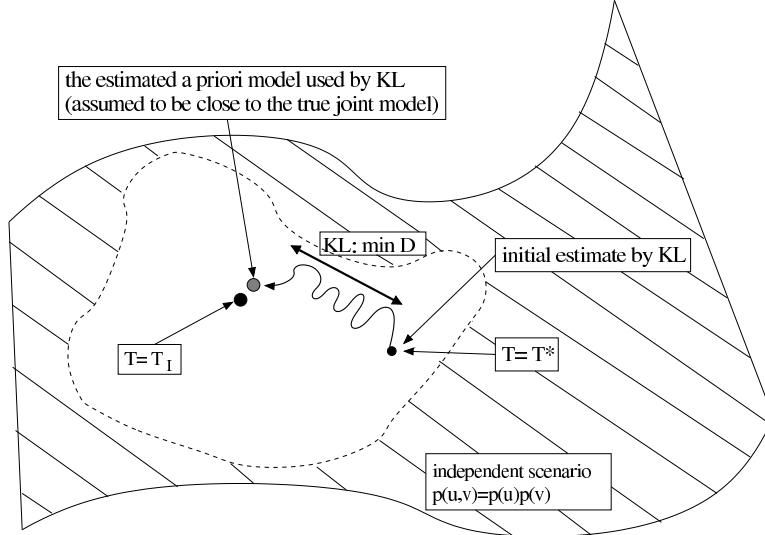 the estimated a priori model used by KL
(assumed to be close to the true joint model)
KL: min D
initial estimate by KL
T= T I
T= T*
independent scenario
p(u,v)=p(u)p(v)